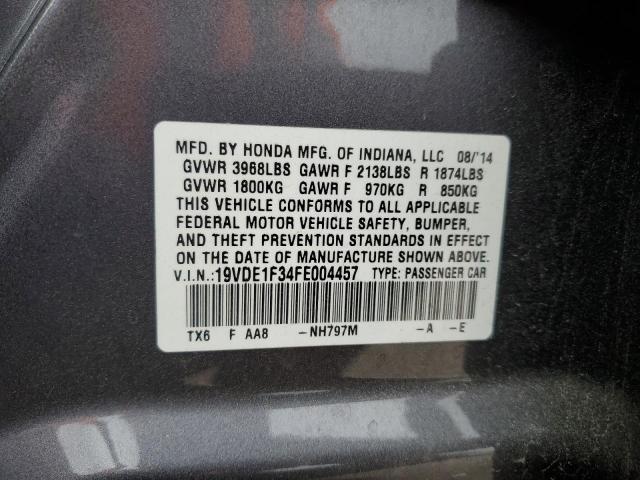 MFD. BY HONDA MFG. OF INDIANA, LLC 08/'14
GVWR 3968LBS GAWR F 2138LBS R 1874LBS
GVWR 1800KG GAWR F 970KG R 850KG
THIS VEHICLE CONFORMS TO ALL APPLICABLE
FEDERAL MOTOR VEHICLE SAFETY, BUMPER,
AND THEFT PREVENTION STANDARDS IN EFFECT
ON THE DATE OF MANUFACTURE SHOWN ABOVE.
V.I.N.:19VDE1F34FE004457 TYPE: PASSENGER CAR
TX6 F AA8 -NH797M -A -E